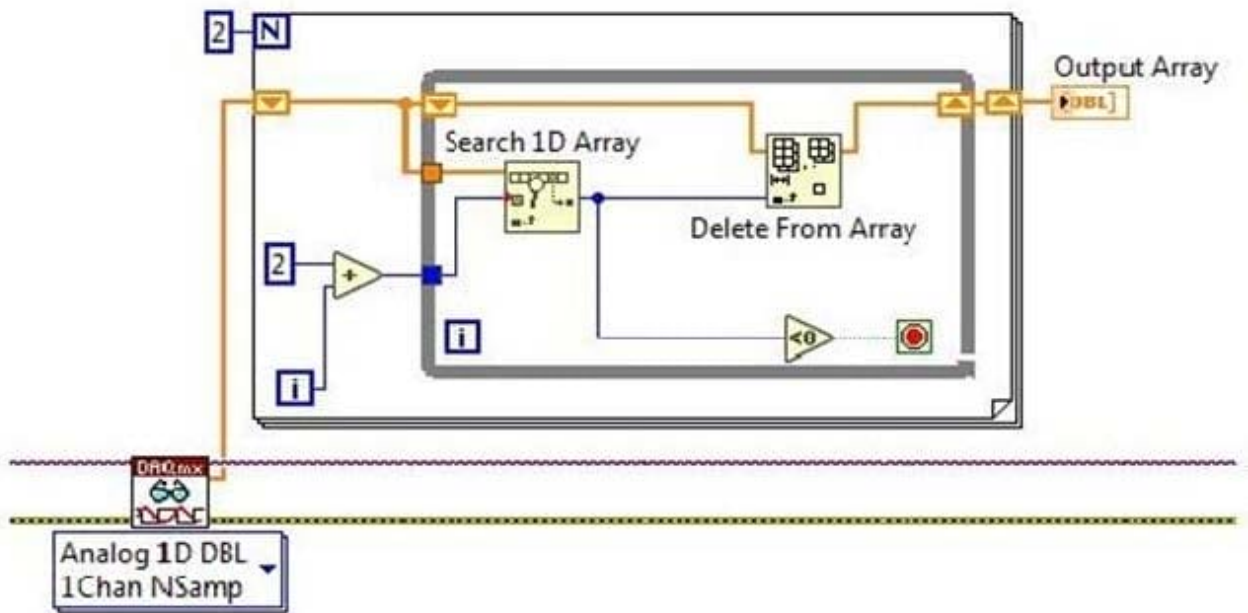 2
N
Output Array
DBL]
Search 1D Array
Delete From Array
2
+
i
<0
i
DAQmx
Analog 1D DBL
1Chan NSamp